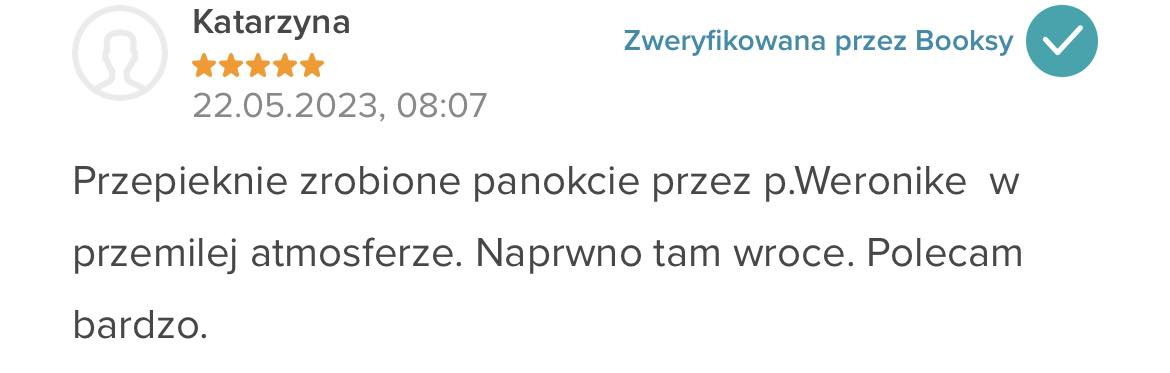 Katarzyna
Zweryfikowana przez Booksy
22.05.2023, 08:07
Przepieknie zrobione panokcie przez p.Weronike w
przemilej atmosferze. Naprwno tam wroce. Polecam
bardzo.